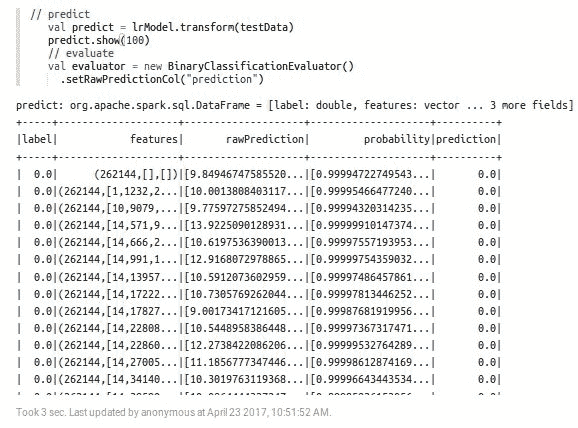 // predict
val predict = lrModel.transform(testData)
predict.show(100)
// evaluate
val evaluator = new BinaryClassificationEvaluator()
.setRawPredictionCol("prediction")
predict: org.apache.spark.sql.DataFrame = [label: double, features: vector ... 3 more fields]
+-----+--------------------+--------------------+--------------------+----------+
|label|            features|       rawPrediction|         probability|prediction|
+-----+--------------------+--------------------+--------------------+----------+
|  0.0|      (262144,[],[])|[9.84946747585520...|[0.99994722749543...|       0.0|
|  0.0|(262144,[1,1232,2...|[10.0013808403117...|[0.99995466477240...|       0.0|
|  0.0|(262144,[10,9079,...|[9.77597275852494...|[0.99994320314235...|       0.0|
|  0.0|(262144,[14,571,9...|[13.9225090128931...|[0.99999910147374...|       0.0|
|  0.0|(262144,[14,666,2...|[10.6197536390013...|[0.99997557193953...|       0.0|
|  0.0|(262144,[14,991,1...|[12.9168072978865...|[0.99999754359032...|       0.0|
|  0.0|(262144,[14,13957...|[10.5912073602959...|[0.99997486457861...|       0.0|
|  0.0|(262144,[14,17222...|[10.7305769262044...|[0.99997813446252...|       0.0|
|  0.0|(262144,[14,17827...|[9.00173417121605...|[0.99987681919956...|       0.0|
|  0.0|(262144,[14,22808...|[10.5448958386448...|[0.99997367317471...|       0.0|
|  0.0|(262144,[14,22860...|[12.2738422086206...|[0.99999532764289...|       0.0|
|  0.0|(262144,[14,27005...|[11.1856777347446...|[0.99998612874169...|       0.0|
|  0.0|(262144,[14,34140...|[10.3019763119368...|[0.99996643443534...|       0.0|
Took 3 sec. Last updated by anonymous at April 23 2017, 10:51:52 AM.